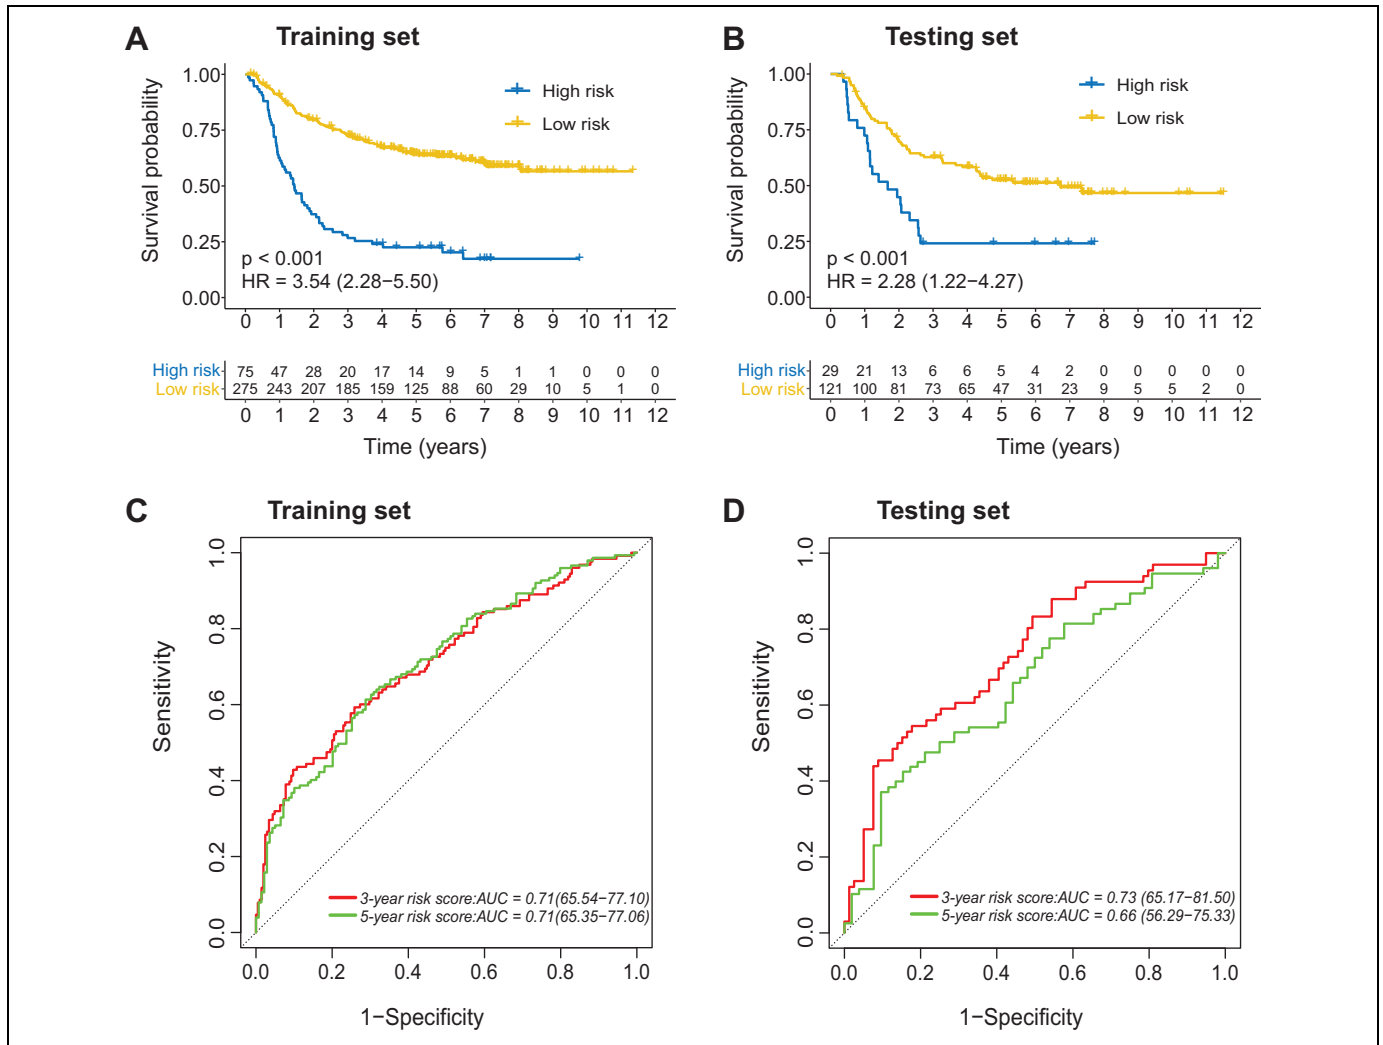 A Training set
Survival probability
1.00
0.75
0.50
0.25
0.00
High risk
Low risk
p < 0.001
HR = 3.54 (2.28−5.50)
0 1 2 3 4 5 6 7 8 9 10 11 12
High risk 75 47 28 20 17 14 9 5 1 1 0 0 0
Low risk 275 243 207 185 159 125 88 60 29 10 5 1 0
0 1 2 3 4 5 6 7 8 9 10 11 12
Time (years)
B Testing set
Survival probability
1.00
0.75
0.50
0.25
0.00
High risk
Low risk
p < 0.001
HR = 2.28 (1.22−4.27)
0 1 2 3 4 5 6 7 8 9 10 11 12
High risk 29 21 13 6 6 5 4 2 0 0 0 0 0
Low risk 121 100 81 73 65 47 31 23 9 5 5 2 0
0 1 2 3 4 5 6 7 8 9 10 11 12
Time (years)
C Training set
Sensitivity
1.0
0.8
0.6
0.4
0.2
0.0
3-year risk score:AUC = 0.71(65.54−77.10)
5-year risk score:AUC = 0.71(65.35−77.06)
0.0 0.2 0.4 0.6 0.8 1.0
1−Specificity
D Testing set
Sensitivity
1.0
0.8
0.6
0.4
0.2
0.0
3-year risk score:AUC = 0.73 (65.17−81.50)
5-year risk score:AUC = 0.66 (56.29−75.33)
0.0 0.2 0.4 0.6 0.8 1.0
1−Specificity